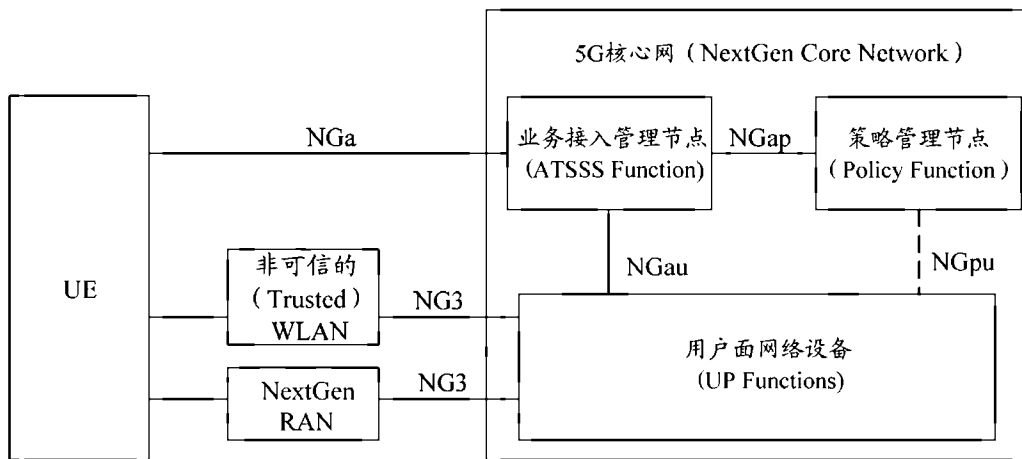 5G核心网（NextGen Core Network）
NGa
业务接入管理节点
(ATSSS Function)
NGap
策略管理节点
（Policy Function）
NGau
NGpu
UE
非可信的
（Trusted）
WLAN
NG3
NextGen
RAN
NG3
用户面网络设备
(UP Functions)